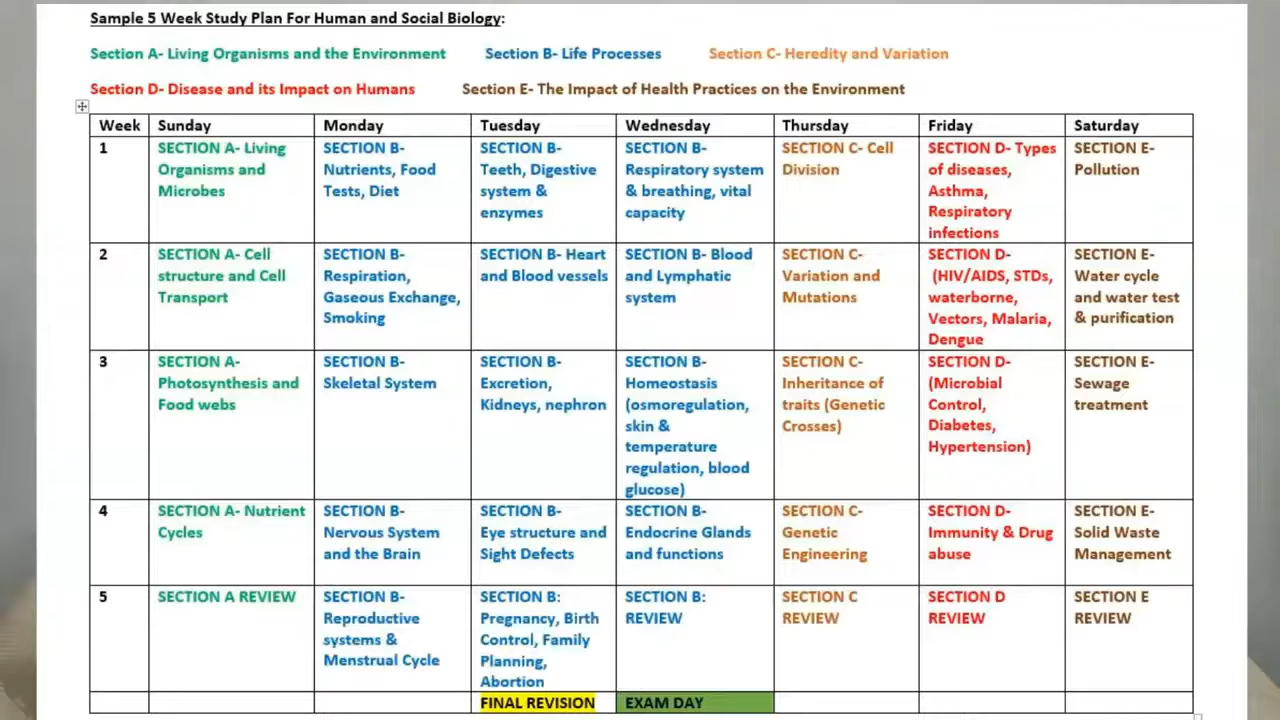 Sample 5 Week Study Plan For Human and Social Biology:
Section A- Living Organisms and the Environment Section B- Life Processes Section C- Heredity and Variation
Section D- Disease and its Impact on Humans Section E- The Impact of Health Practices on the Environment
Week Sunday Monday Tuesday Wednesday Thursday Friday Saturday
1
SECTION A- Living
Organisms and
Microbes
SECTION B-
Nutrients, Food
Tests, Diet
SECTION B-
Teeth, Digestive
system &
enzymes
SECTION B-
Respiratory system
& breathing, vital
capacity
SECTION C- Cell
Division
SECTION D- Types
of diseases,
Asthma,
Respiratory
infections
SECTION E-
Pollution
2
SECTION A- Cell
structure and Cell
Transport
SECTION B-
Respiration,
Gaseous Exchange,
Smoking
SECTION B- Heart
and Blood vessels
SECTION B- Blood
and Lymphatic
system
SECTION C-
Variation and
Mutations
SECTION D-
(HIV/AIDS, STDs,
waterborne,
Vectors, Malaria,
Dengue
SECTION E-
Water cycle
and water test
& purification
3
SECTION A-
Photosynthesis and
Food webs
SECTION B-
Skeletal System
SECTION B-
Excretion,
Kidneys, nephron
SECTION B-
Homeostasis
(osmoregulation,
skin &
temperature
regulation, blood
glucose)
SECTION C-
Inheritance of
traits (Genetic
Crosses)
SECTION D-
(Microbial
Control,
Diabetes,
Hypertension)
SECTION E-
Sewage
treatment
4
SECTION A- Nutrient
Cycles
SECTION B-
Nervous System
and the Brain
SECTION B-
Eye structure and
Sight Defects
SECTION B-
Endocrine Glands
and functions
SECTION C-
Genetic
Engineering
SECTION D-
Immunity & Drug
abuse
SECTION E-
Solid Waste
Management
5
SECTION A REVIEW
SECTION B-
Reproductive
systems &
Menstrual Cycle
SECTION B:
Pregnancy, Birth
Control, Family
Planning,
Abortion
SECTION B:
REVIEW
SECTION C
REVIEW
SECTION D
REVIEW
SECTION E
REVIEW
FINAL REVISION
EXAM DAY